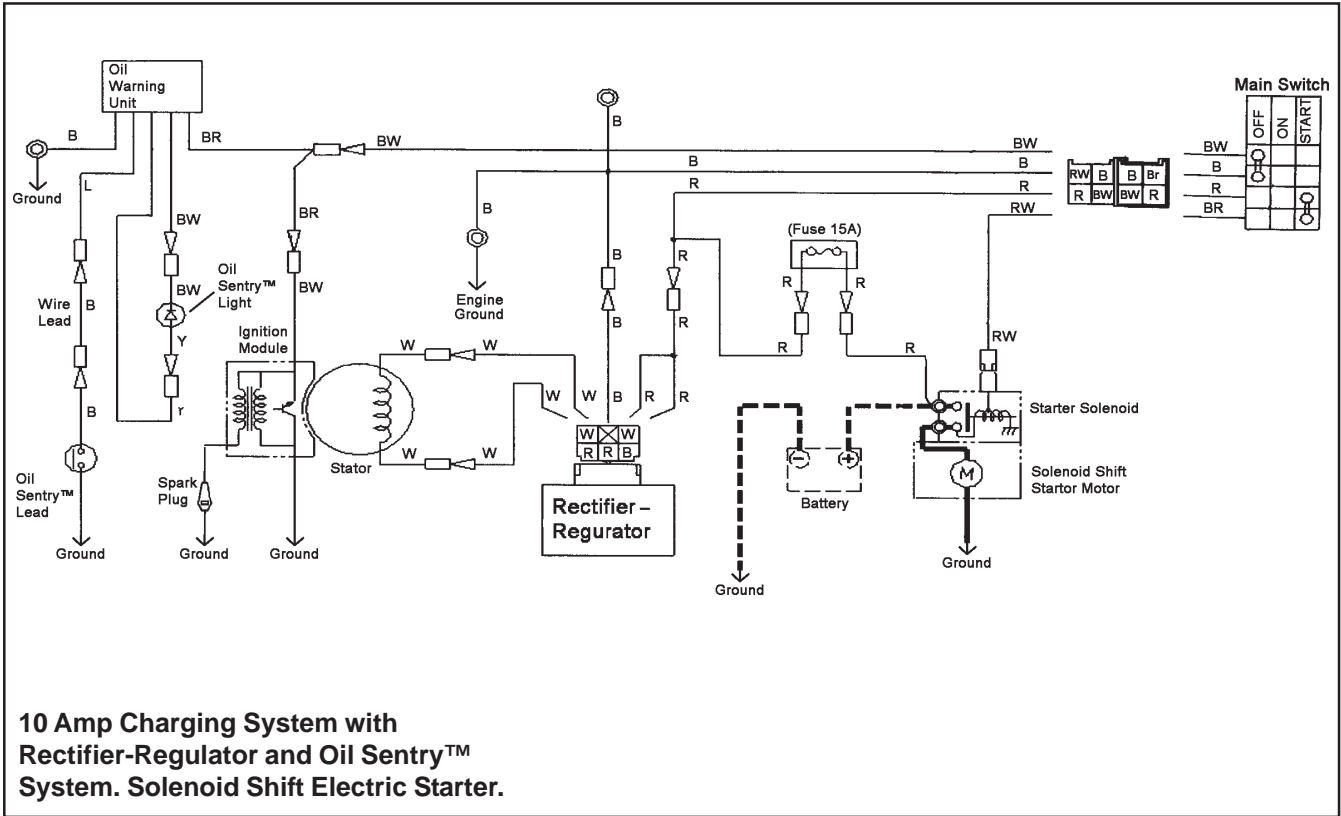 Oil
Warning
Unit
Main Switch
OFF
ON
START
B
BR
BW
B
BW
B
B
BW
B
L
R
R
R
Ground
RW
BR
RW B B Br
R BW BW R
BR
BW
B
(Fuse 15A)
B
R
R
R
Wire
Lead
B
BW
Oil
Sentry™
Light
BW
Engine
Ground
Y
Ignition
Module
B
R
RW
W
W
R
R
B
W
W
B
R
R
Y
Starter Solenoid
W W
R R B
Stator
W
W
Oil
Sentry™
Lead
Spark
Plug
M
Solenoid Shift
Startor Motor
Battery
Rectifier –
Regurator
Ground
Ground
Ground
Ground
Ground
10 Amp Charging System with
Rectifier-Regulator and Oil Sentry™
System. Solenoid Shift Electric Starter.